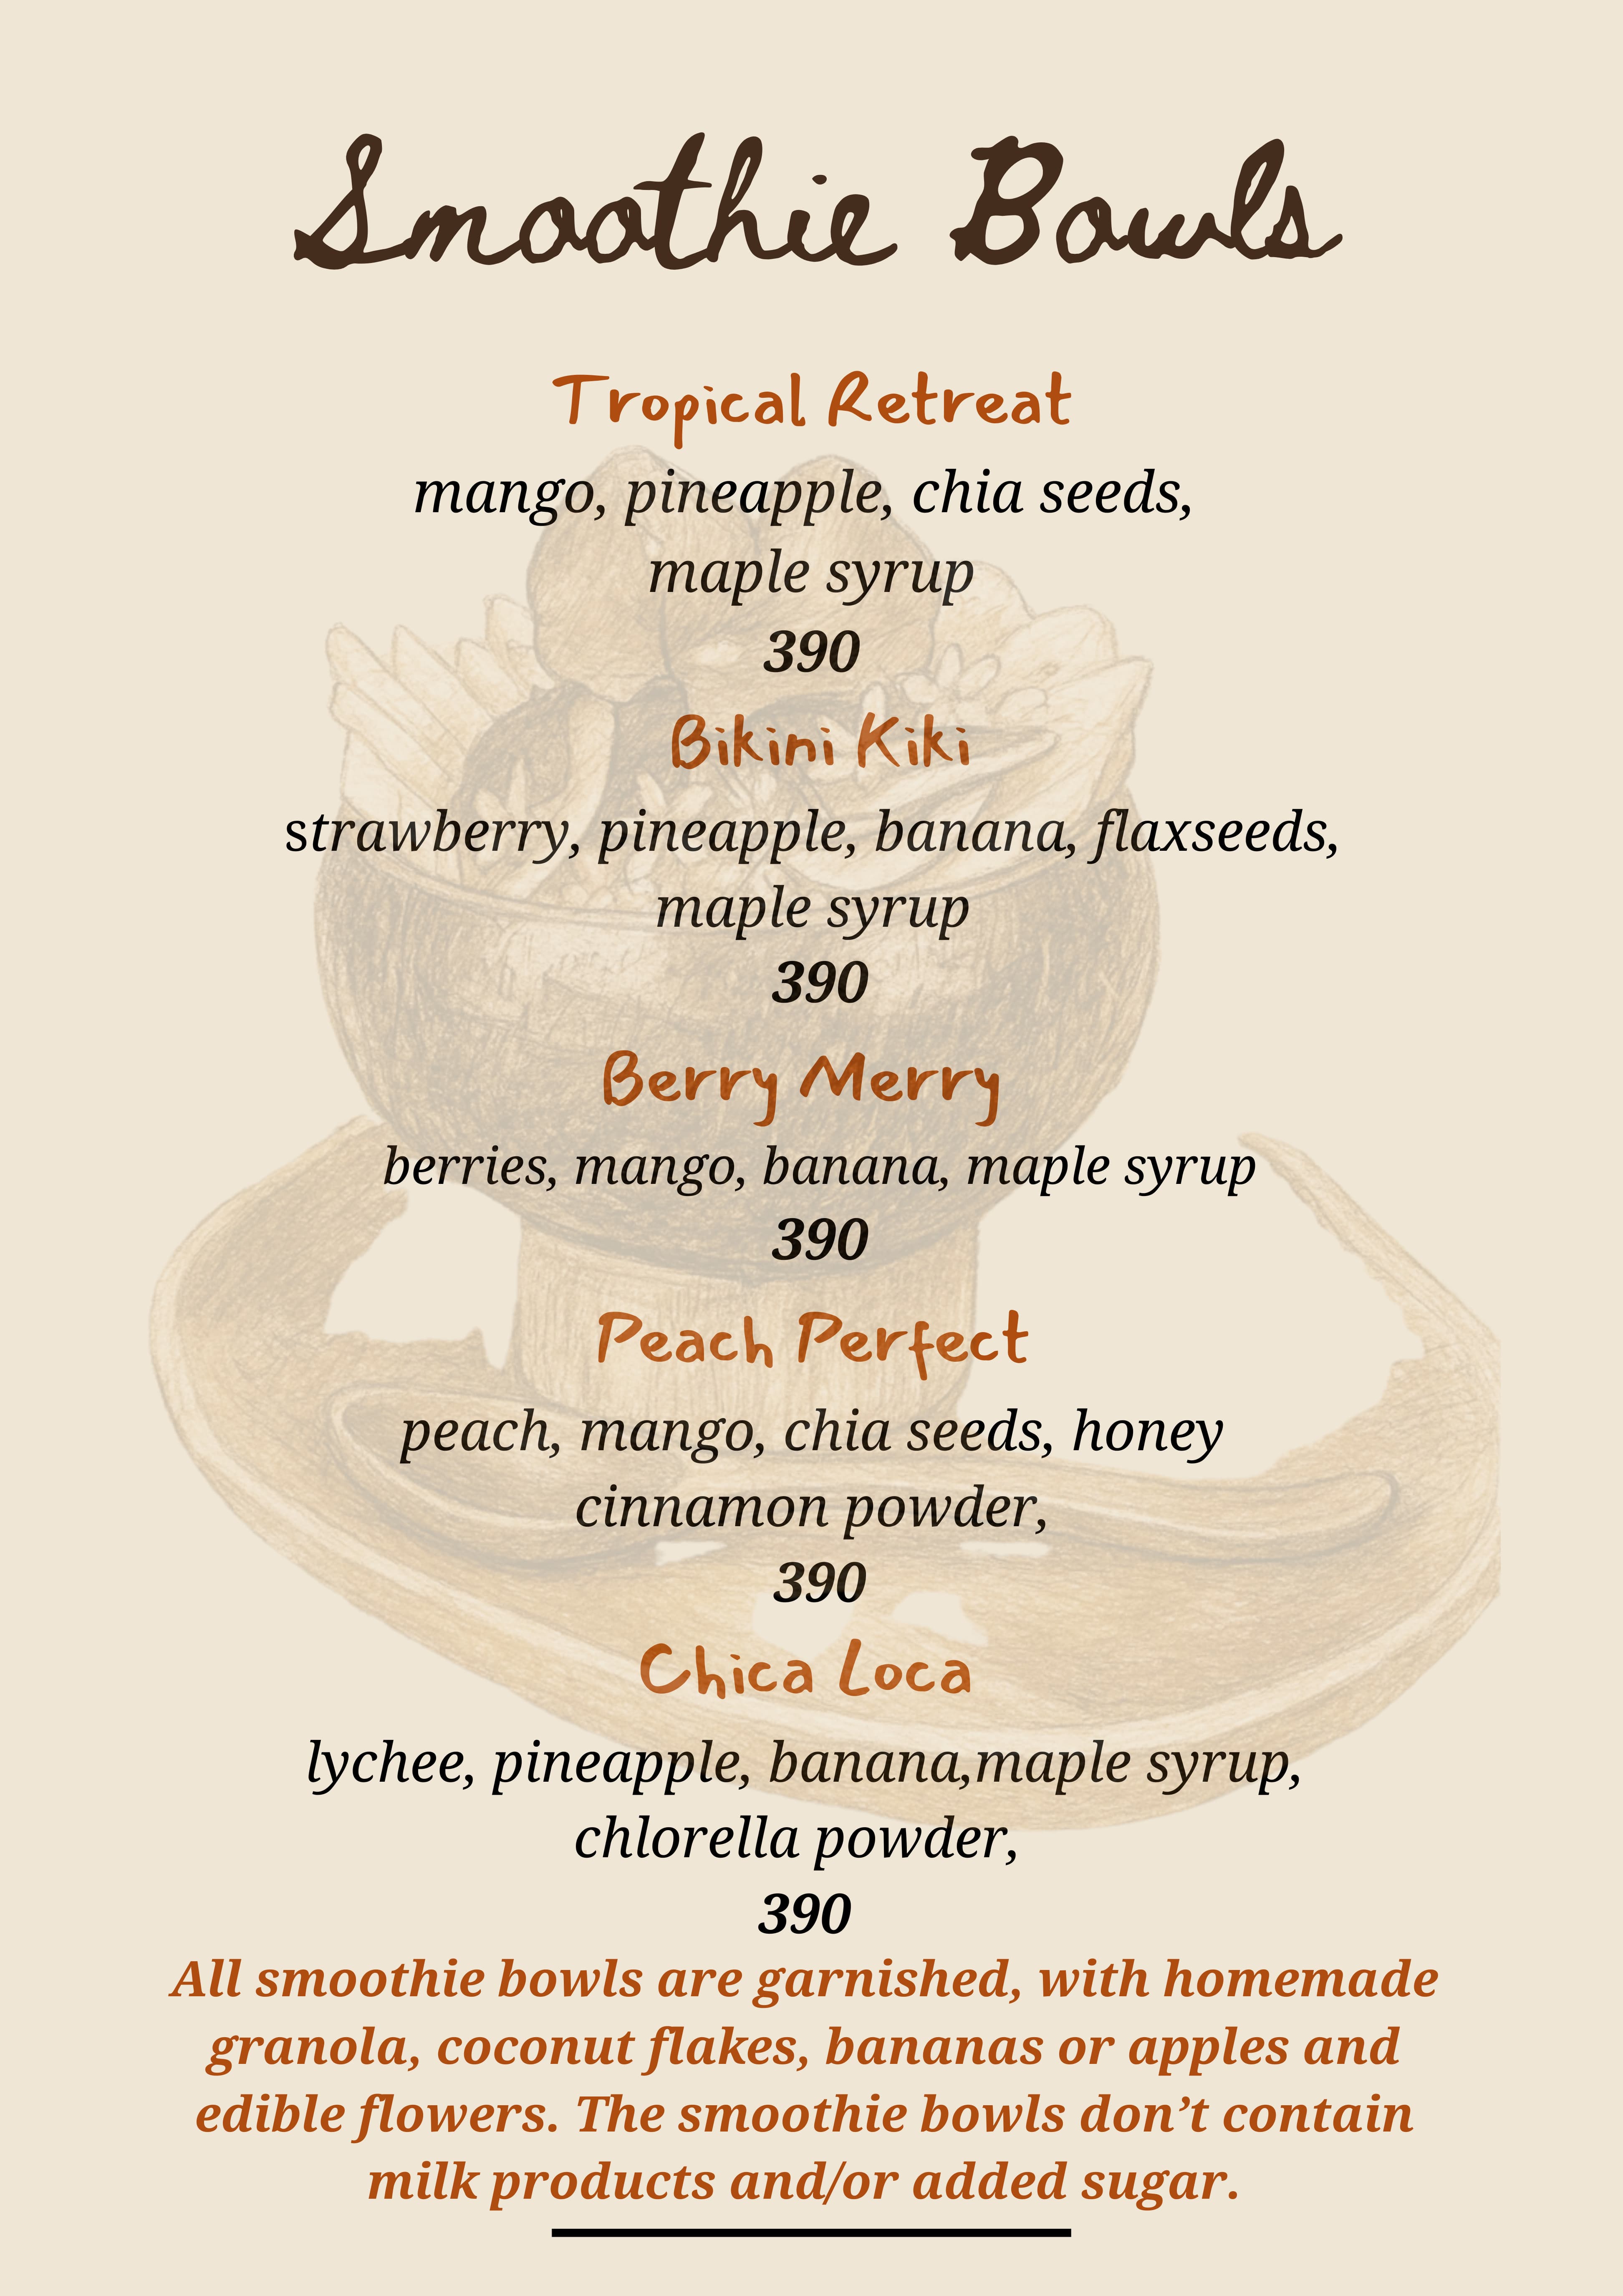 Smoothie Bowls
Tropical Retreat
mango, pineapple, chia seeds,
maple syrup
390
Bikini Kiki
strawberry, pineapple, banana, flaxseeds,
maple syrup
390
Berry Merry
berries, mango, banana, maple syrup
390
Peach Perfect
peach, mango, chia seeds, honey
cinnamon powder,
390
Chica Loca
lychee, pineapple, banana,maple syrup,
chlorella powder,
390
All smoothie bowls are garnished, with homemade
granola, coconut flakes, bananas or apples and
edible flowers. The smoothie bowls don’t contain
milk products and/or added sugar.